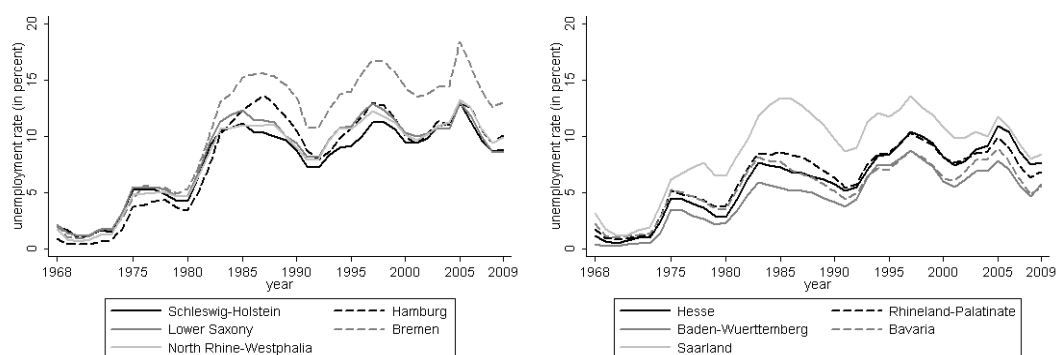 unemployment rate (in percent)
20
15
10
5
0
1968 1975 1980 1985 1990 1995 2000 2005 2009
year
Schleswig-Holstein Hamburg
Lower Saxony Bremen
North Rhine-Westphalia
unemployment rate (in percent)
20
15
10
5
0
1968 1975 1980 1985 1990 1995 2000 2005 2009
year
Hesse Rhineland-Palatinate
Baden-Wuerttemberg Bavaria
Saarland